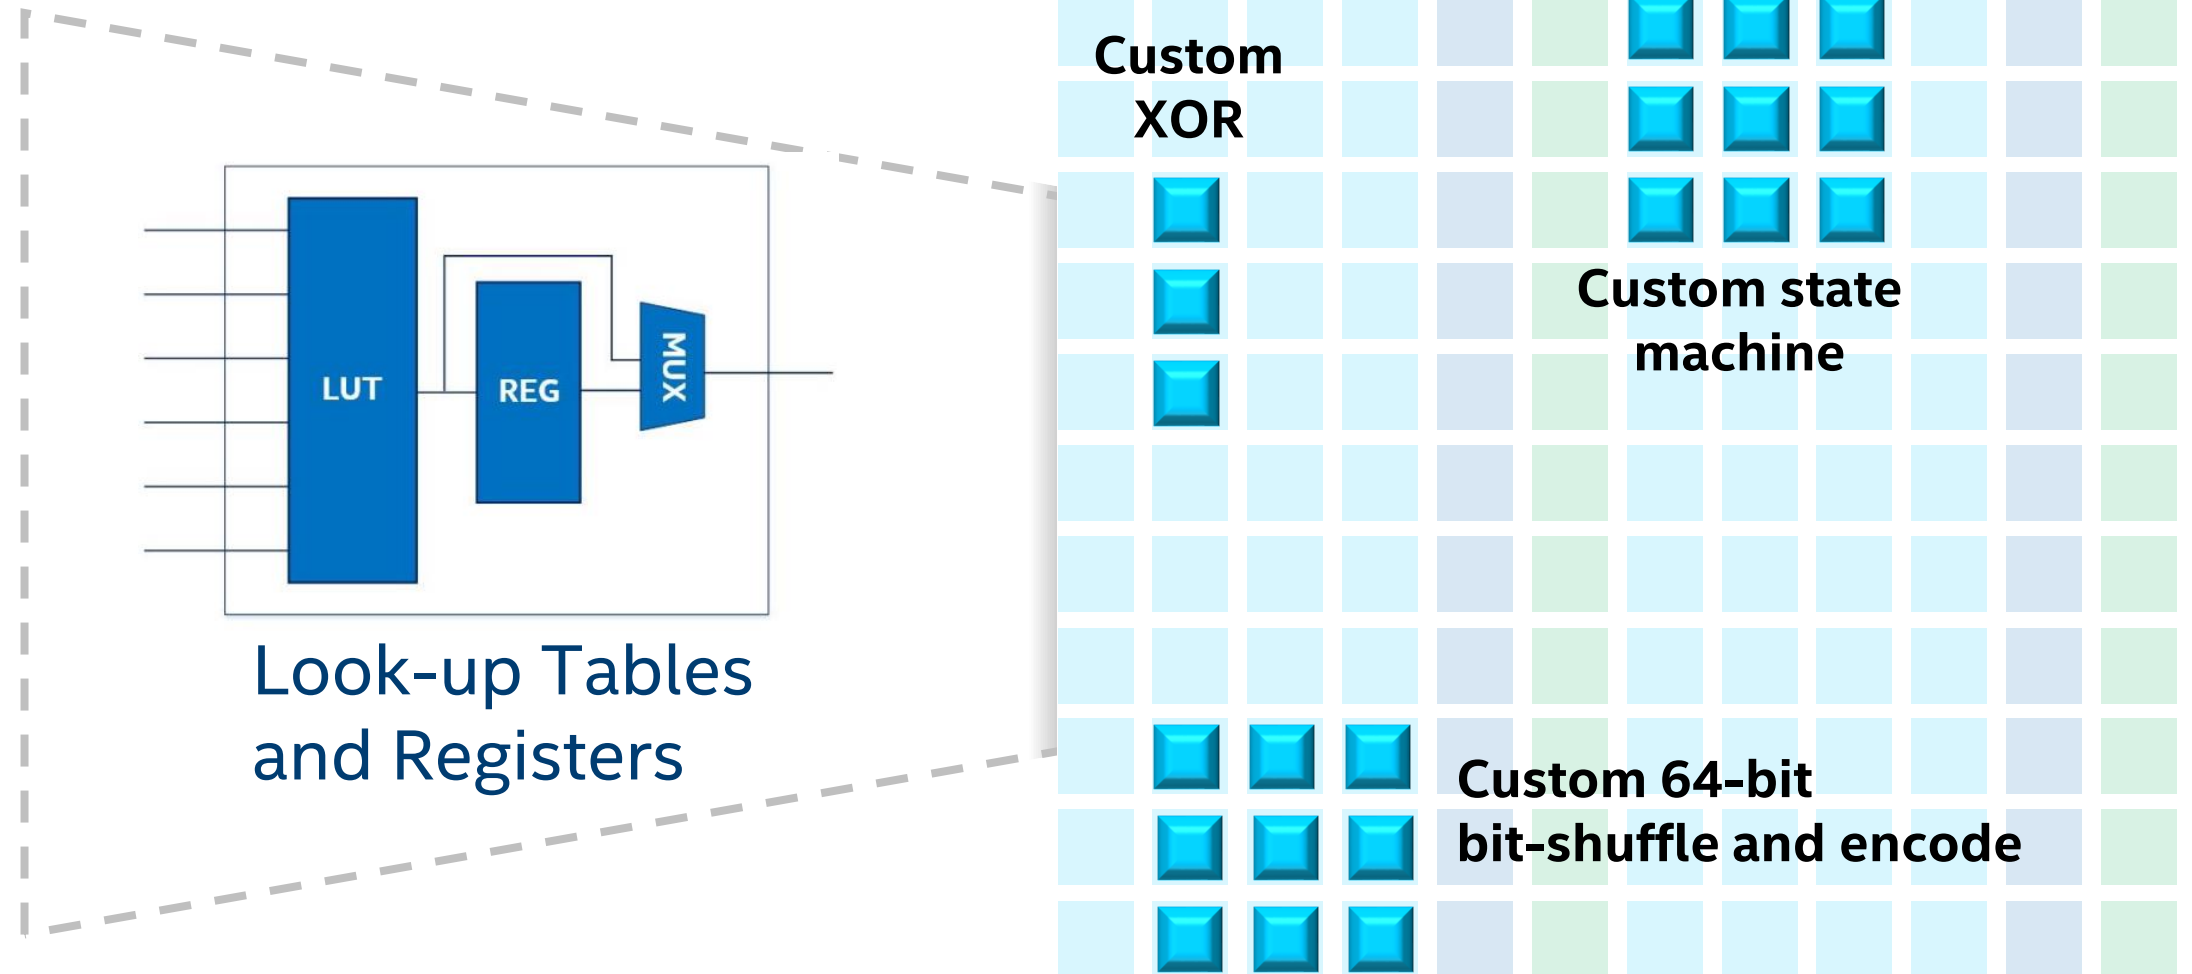 LUT
REG
MUX
Look-up Tables
and Registers
Custom
XOR
Custom state
machine
Custom 64-bit
bit-shuffle and encode